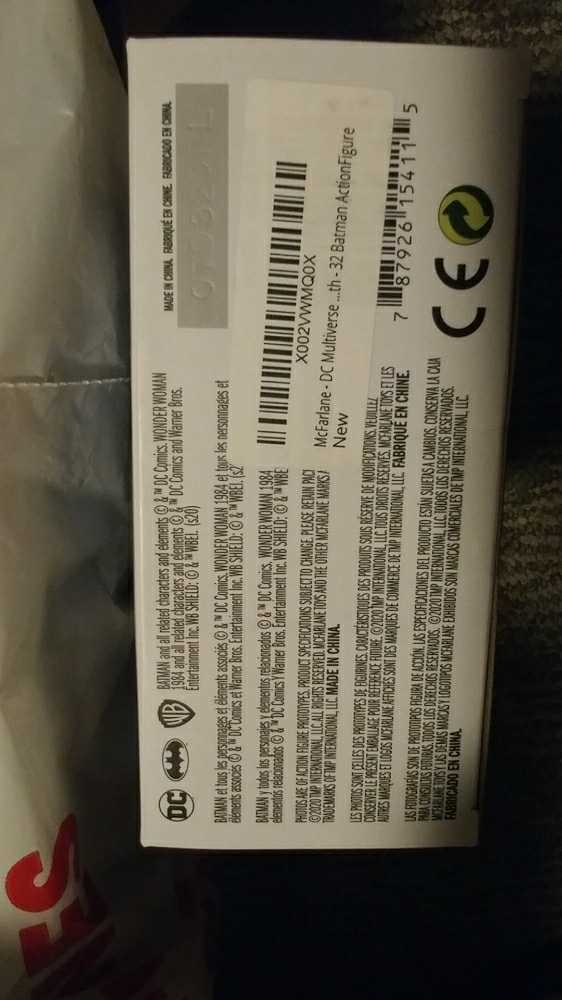 MADE IN CHINA. FABRIQUÉ EN CHINE. FABRICADO EN CHINA.
DC
WB
BATMAN and all related characters and elements © & ™ DC Comics. WONDER WOMAN
1984 and all related characters and elements © & ™ DC Comics and Warner Bros.
Entertainment Inc. WB SHIELD: © & ™ WBEI. (s20)
BATMAN et tous les personnages et éléments associés © & ™ DC Comics. WONDER WOMAN 1984 et tous les personnages et
éléments associés © & ™ DC Comics et Warner Bros. Entertainment Inc. WB SHIELD: © & ™ WBEI. (s2
BATMAN y todos los personajes y elementos relacionados © & ™ DC Comics. WONDER WOMAN 1984
elementos relacionados © & ™ DC Comics Y Warner Bros. Entertainment Inc. WB SHIELD: © & ™ WBE
PHOTOS ARE OF ACTION FIGURE PROTOTYPES. PRODUCT SPECIFICATIONS SUBJECT TO CHANGE. PLEASE RETAIN PACK
©2020 TMP INTERNATIONAL, LLC. ALL RIGHTS RESERVED. MCFARLANE TOYS AND THE OTHER MCFARLANE MARKS
TRADEMARKS OF TMP INTERNATIONAL, LLC. MADE IN CHINA.
LES PHOTOS SONT CELLES DES PROTOTYPES DE FIGURINES. CARACTÉRISTIQUES DES PRODUITS SOUS RÉSERVE DE MODIFICATIONS. VEUILLEZ
CONSERVER LE PRÉSENT EMBALLAGE POUR RÉFÉRENCE FUTURE. ©2020 TMP INTERNATIONAL, LLC. TOUS DROITS RÉSERVÉS. MCFARLANE TOYS ET LES
AUTRES MARQUES ET LOGOS MCFARLANE AFFICHÉS SONT DES MARQUES DE COMMERCE DE TMP INTERNATIONAL, LLC. FABRIQUÉ EN CHINE.
LAS FOTOGRAFÍAS SON DE PROTOTIPOS FIGURA DE ACCIÓN. LAS ESPECIFICACIONES DEL PRODUCTO ESTÁN SUJETAS A CAMBIOS. CONSERVA LA CAJA
PARA CONSULTAS FUTURAS. TODOS LOS DERECHOS RESERVADOS. ©2020 TMP INTERNATIONAL, LLC. TODOS LOS DERECHOS RESERVADOS.
MCFARLANE TOYS Y LAS DEMÁS MARCAS Y LOGOTIPOS MCFARLANE EXHIBIDOS SON MARCAS COMERCIALES DE TMP INTERNATIONAL, LLC.
FABRICADO EN CHINA.
X002VWMQ0X
McFarlane - DC Multiverse ...th - 32 Batman ActionFigure
New
7 87926 15411 5
CE